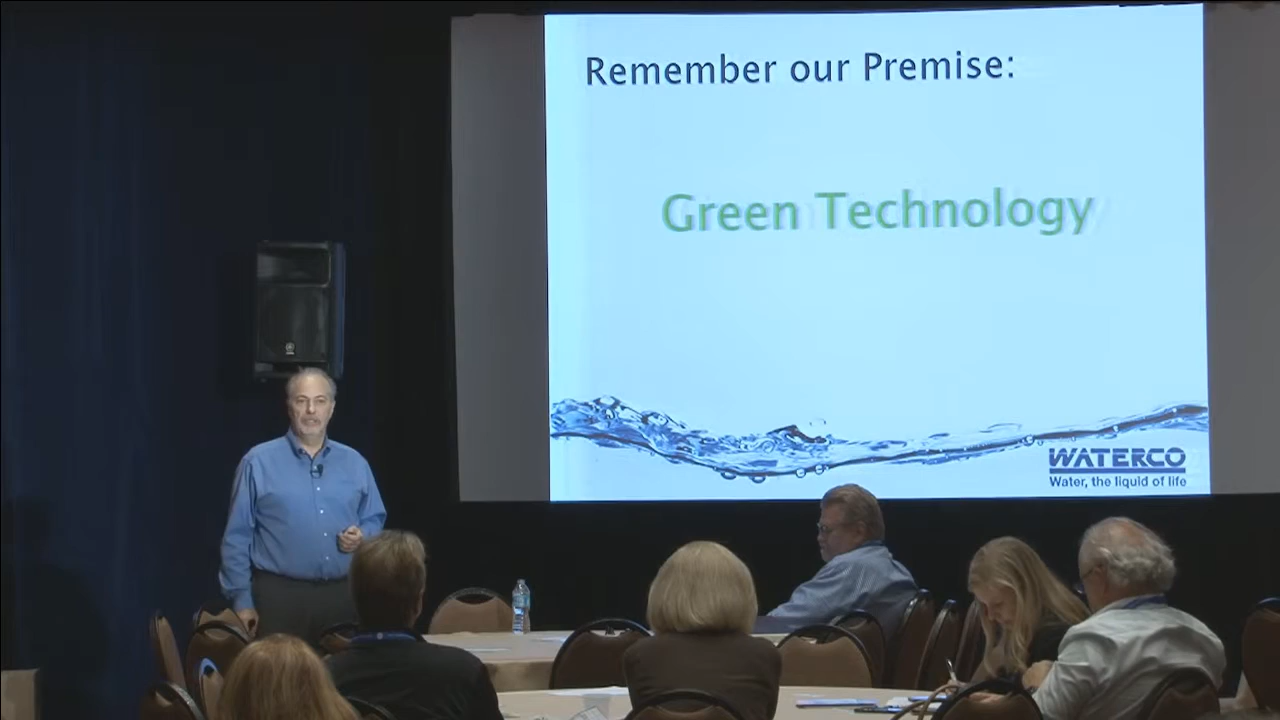 Remember our Premise:
Green Technology
WATERCO
Water, the liquid of life